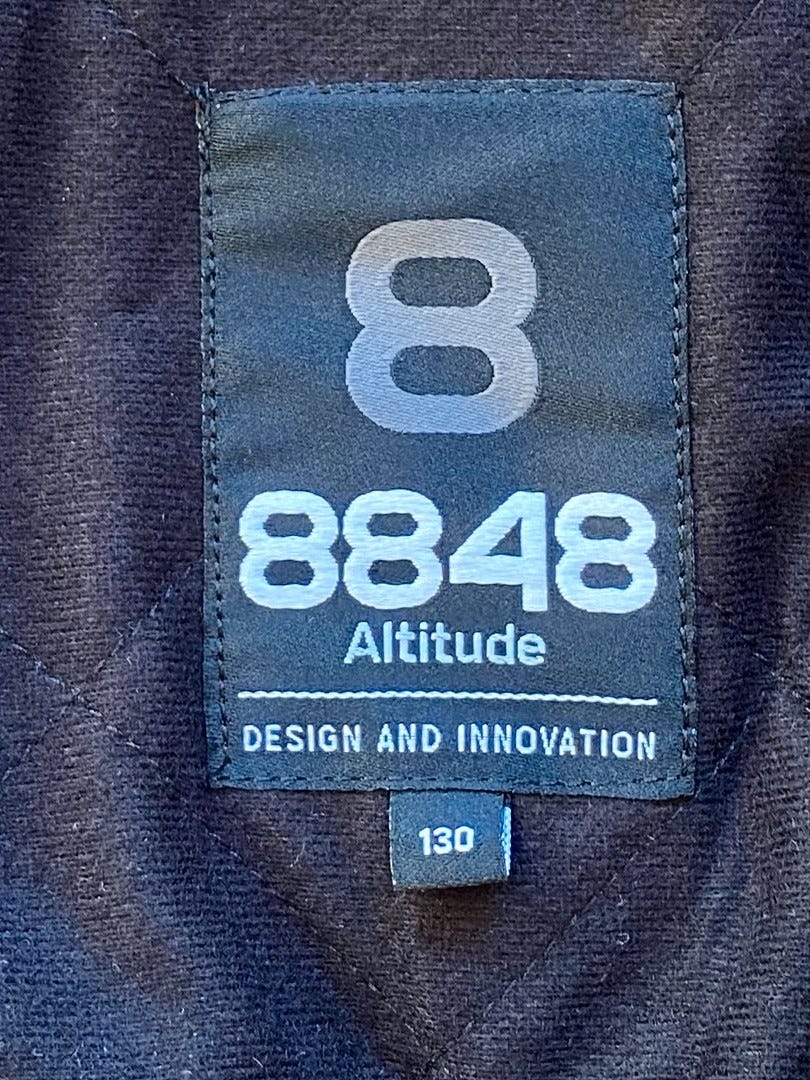 8
8848
Altitude
DESIGN AND INNOVATION
130